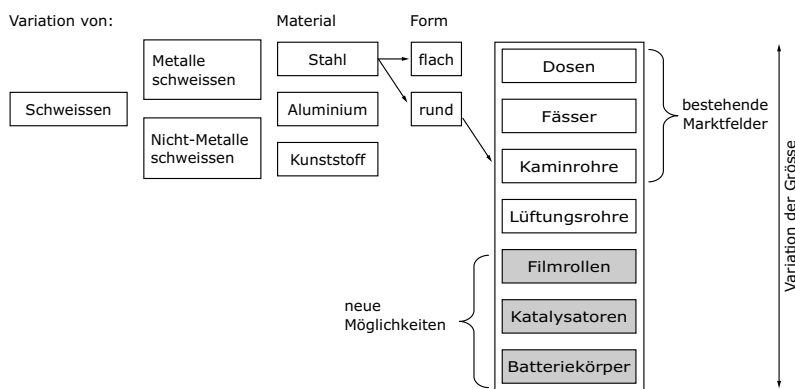 Variation von:
Material
Form
Schweissen
Metalle
schweissen
Nicht-Metalle
schweissen
Stahl
Aluminium
Kunststoff
flach
rund
Dosen
Fässer
Kaminrohre
Lüftungsrohre
Filmrollen
Katalysatoren
Batteriekörper
bestehende
Marktfelder
neue
Möglichkeiten
Variation der Grösse